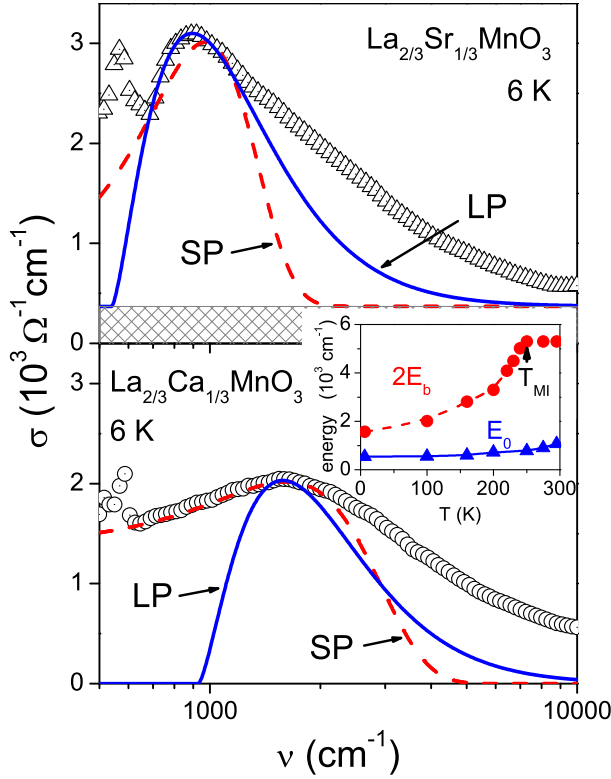 La2/3Sr1/3MnO3
6 K
3
2
1
0
LP
SP
σ (10³ Ω⁻¹cm⁻¹)
La2/3Ca1/3MnO3
6 K
3
2
1
0
LP
SP
energy (10³ cm⁻¹)
6
4
2
0
2Eb
TMI
E0
0 100 200 300
T (K)
1000 10000
ν (cm⁻¹)